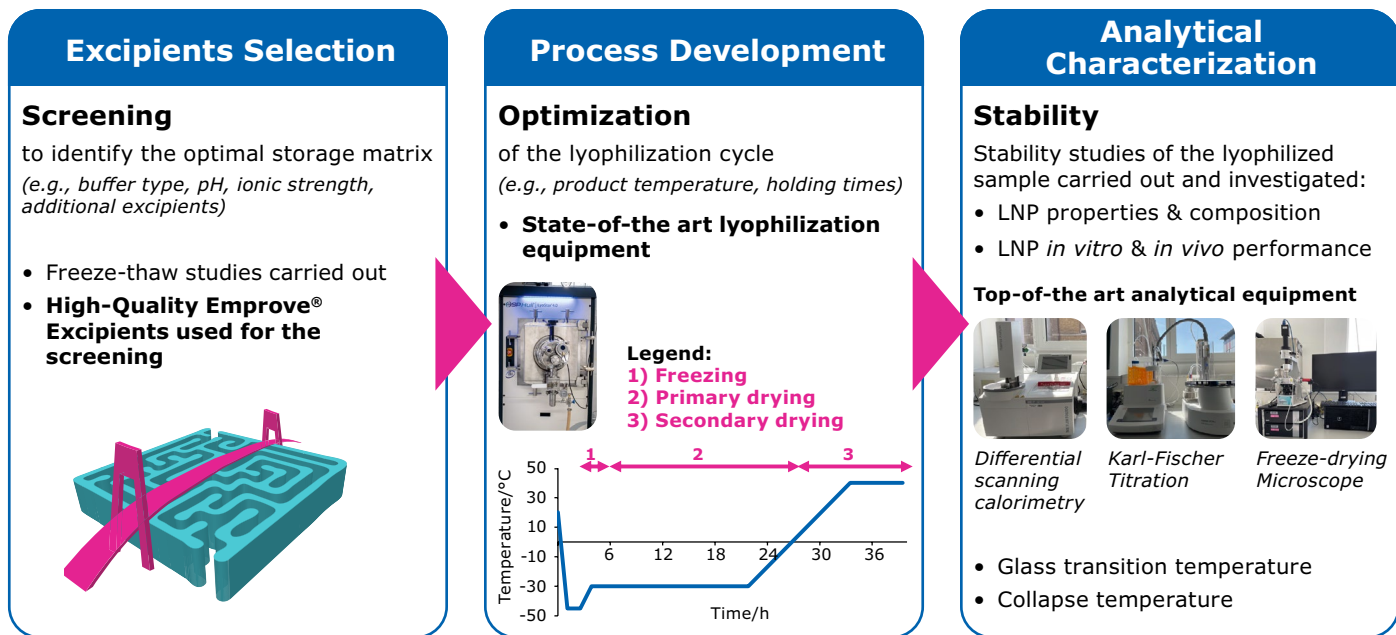 Excipients Selection
Screening
to identify the optimal storage matrix
(e.g., buffer type, pH, ionic strength,
additional excipients)
• Freeze-thaw studies carried out
• High-Quality Emprove®
Excipients used for the
screening
Process Development
Optimization
of the lyophilization cycle
(e.g., product temperature, holding times)
• State-of-the art lyophilization
equipment
Legend:
1) Freezing
2) Primary drying
3) Secondary drying
1 2 3
Temperature/°C
50
30
10
-10
-30
-50
6 12 18 24 30 36
Time/h
Analytical
Characterization
Stability
Stability studies of the lyophilized
sample carried out and investigated:
• LNP properties & composition
• LNP in vitro & in vivo performance
Top-of-the art analytical equipment
Differential
scanning
calorimetry
Karl-Fischer
Titration
Freeze-drying
Microscope
• Glass transition temperature
• Collapse temperature